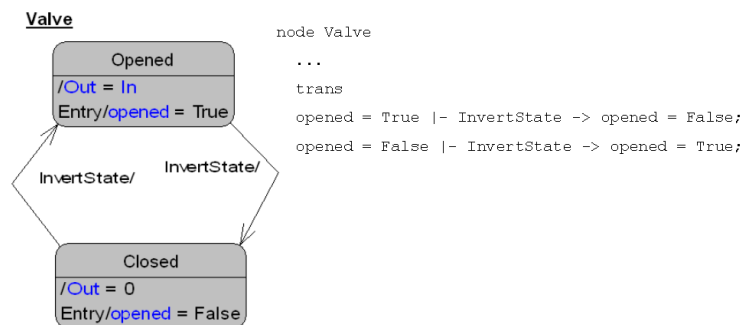 Valve
Opened
/Out = In
Entry/opened = True
InvertState/
InvertState/
Closed
/Out = 0
Entry/opened = False
node Valve
...
trans
opened = True |- InvertState -> opened = False;
opened = False |- InvertState -> opened = True;